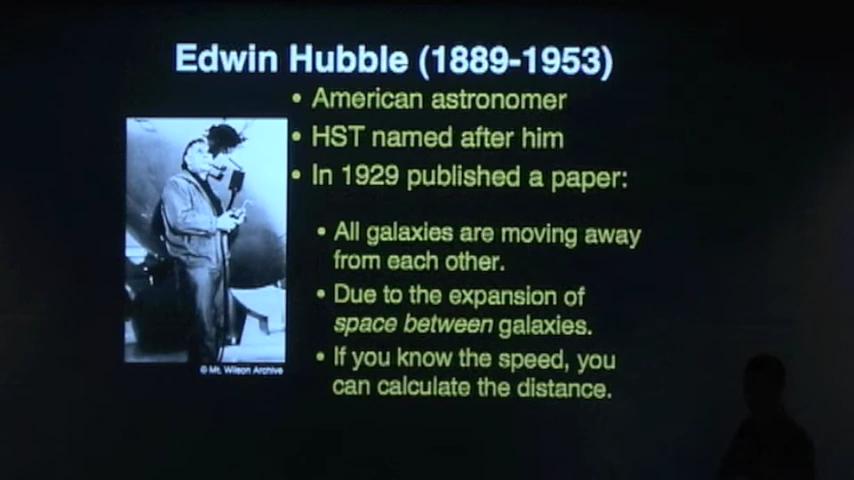 Edwin Hubble (1889-1953)
• American astronomer
• HST named after him
• In 1929 published a paper:
• All galaxies are moving away
from each other.
• Due to the expansion of
space between galaxies.
• If you know the speed, you
can calculate the distance.
© Mt. Wilson Archive